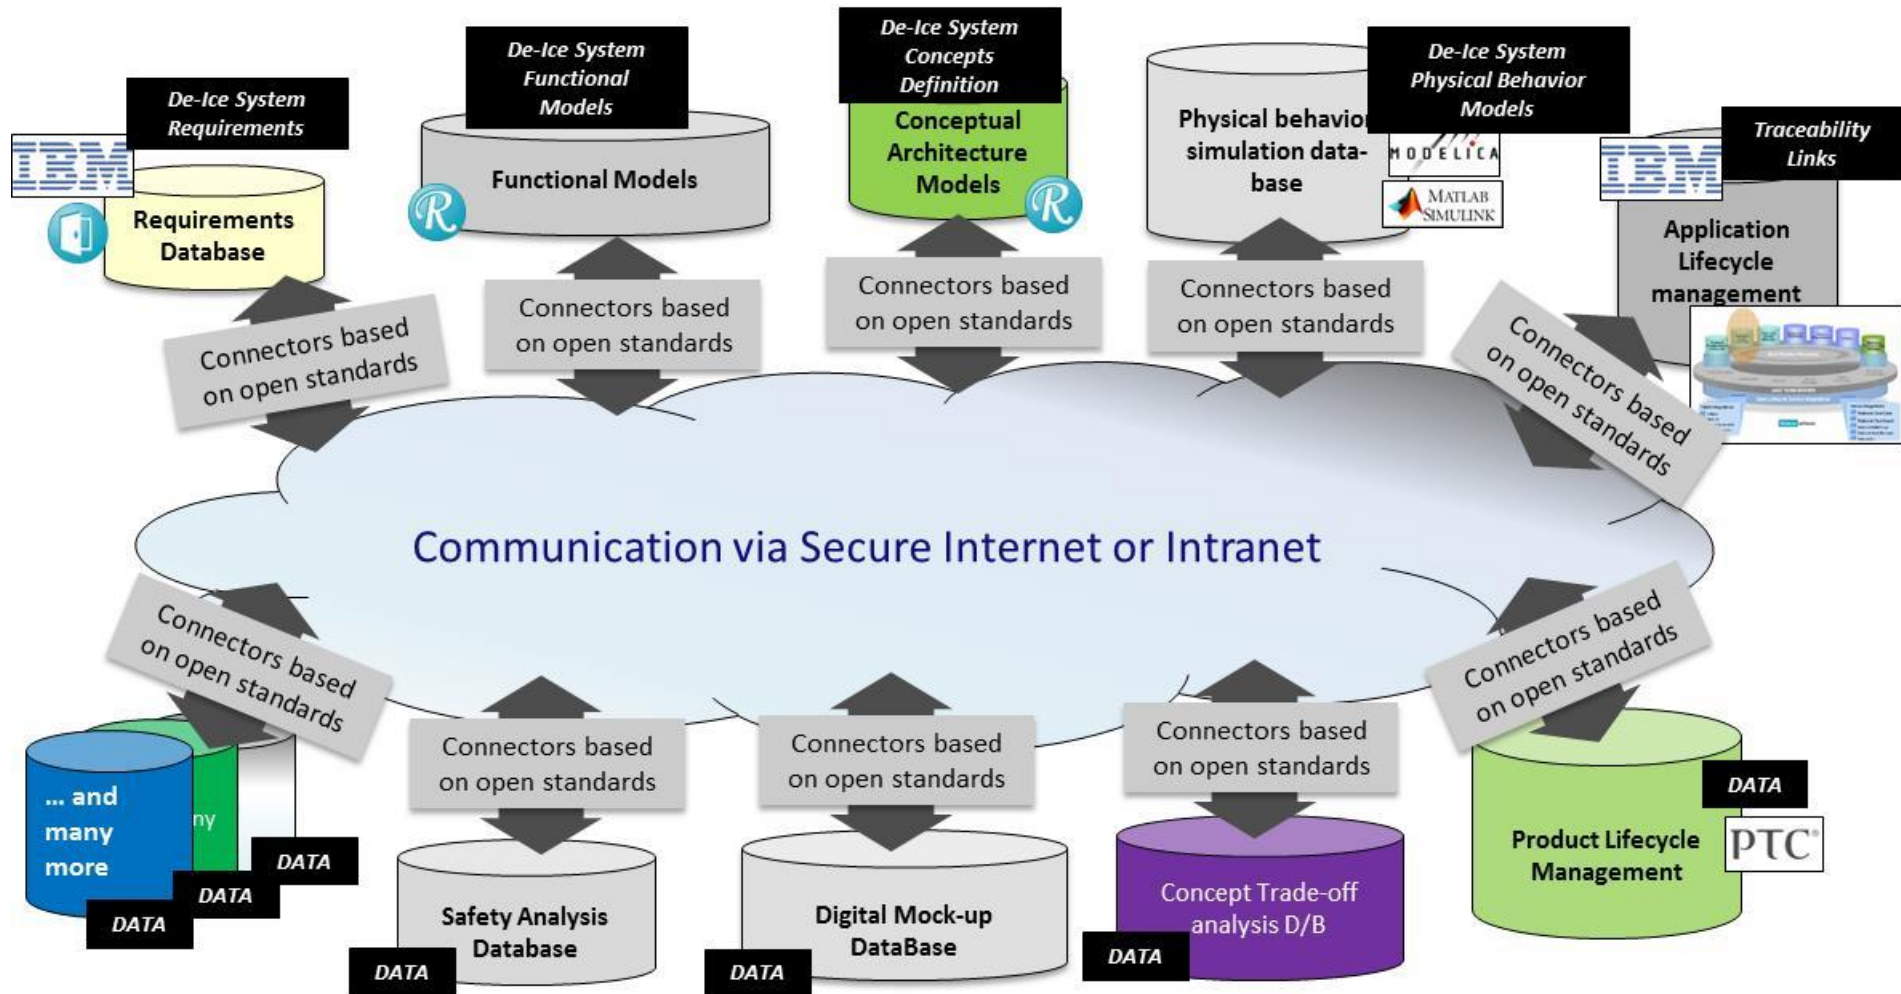 De-Ice System
Requirements
IBM
Requirements
Database
De-Ice System
Functional
Models
Functional Models
R
De-Ice System
Concepts
Definition
Conceptual
Architecture
Models
R
De-Ice System
Physical Behavior
Models
Physical behavior
simulation data-
base
MODELICA
MATLAB
SIMULINK
Traceability
Links
IBM
Application
Lifecycle
management
Connectors based
on open standards
Connectors based
on open standards
Connectors based
on open standards
Connectors based
on open standards
Connectors based
on open standards
Communication via Secure Internet or Intranet
Connectors based
on open standards
Connectors based
on open standards
Connectors based
on open standards
Connectors based
on open standards
Connectors based
on open standards
... and
many
more
ny
DATA
DATA
DATA
Safety Analysis
Database
DATA
Digital Mock-up
DataBase
DATA
Concept Trade-off
analysis D/B
DATA
Product Lifecycle
Management
DATA
PTC®